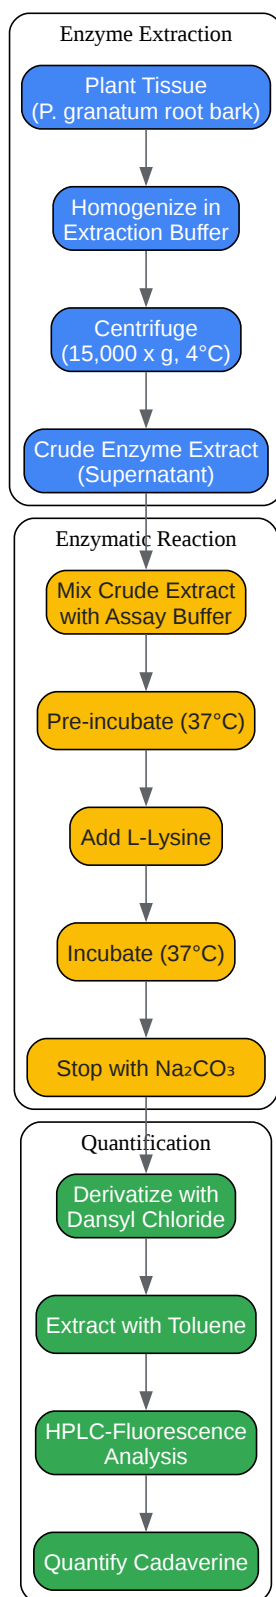 Enzyme Extraction
Plant Tissue
(P. granatum root bark)
Homogenize in
Extraction Buffer
Centrifuge
(15,000 x g, 4°C)
Crude Enzyme Extract
(Supernatant)
Enzymatic Reaction
Mix Crude Extract
with Assay Buffer
Pre-incubate (37°C)
Add L-Lysine
Incubate (37°C)
Stop with Na₂CO₃
Quantification
Derivatize with
Dansyl Chloride
Extract with Toluene
HPLC-Fluorescence
Analysis
Quantify Cadaverine